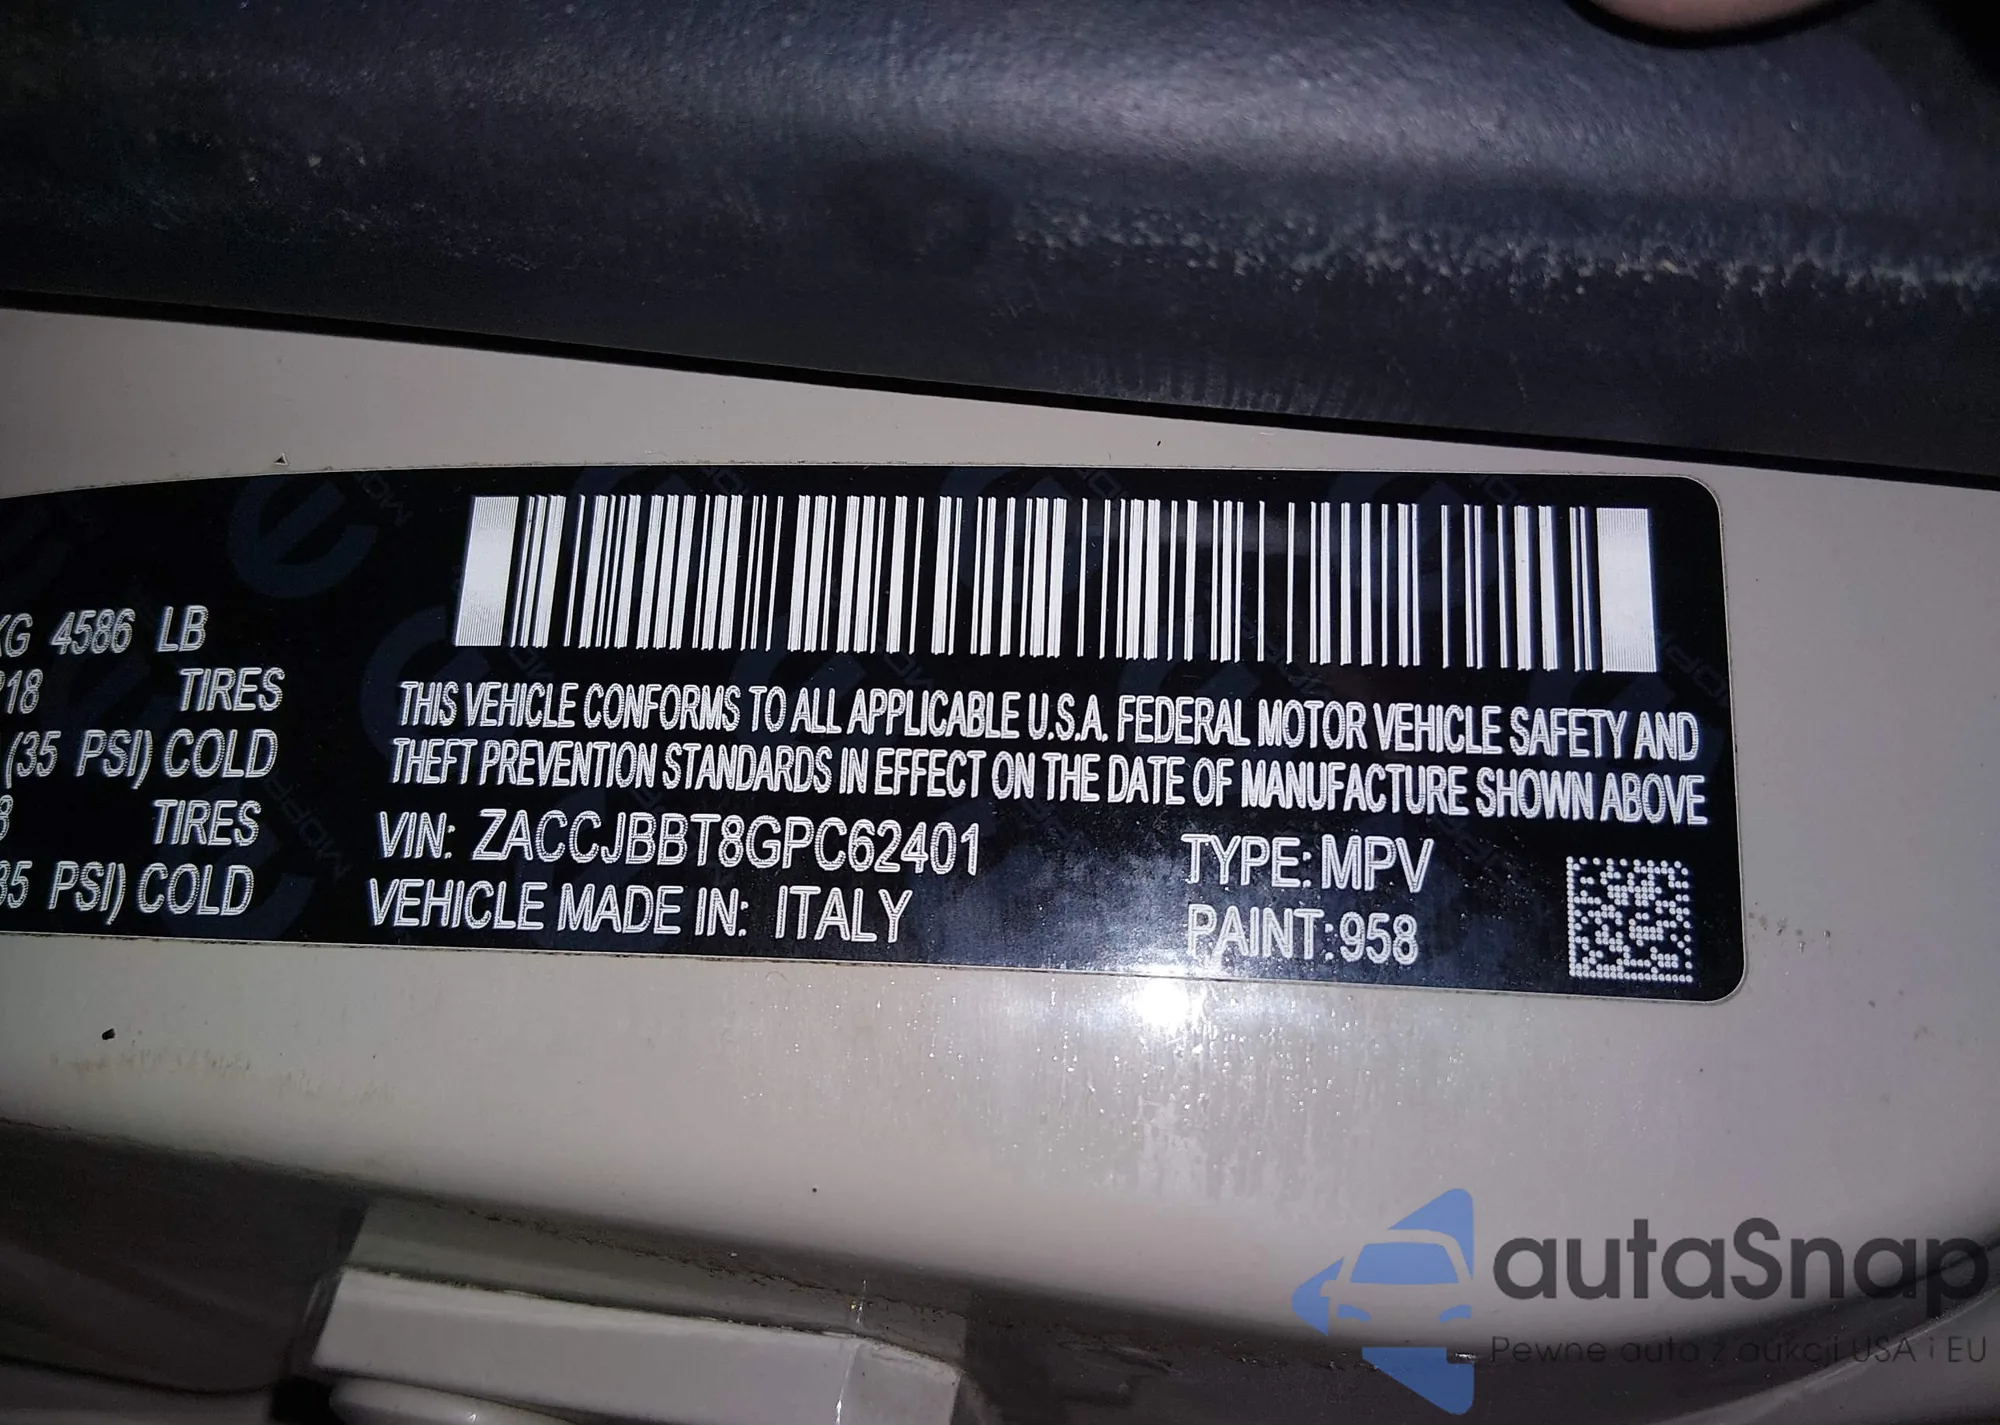 KG 4586 LB
TIRES
(35 PSI) COLD
TIRES
35 PSI) COLD
THIS VEHICLE CONFORMS TO ALL APPLICABLE U.S.A. FEDERAL MOTOR VEHICLE SAFETY AND
THEFT PREVENTION STANDARDS IN EFFECT ON THE DATE OF MANUFACTURE SHOWN ABOVE
VIN: ZACCJBBT8GPC62401
TYPE: MPV
VEHICLE MADE IN: ITALY
PAINT: 958
autaSnap
Pewne auta z aukcji USA i EU